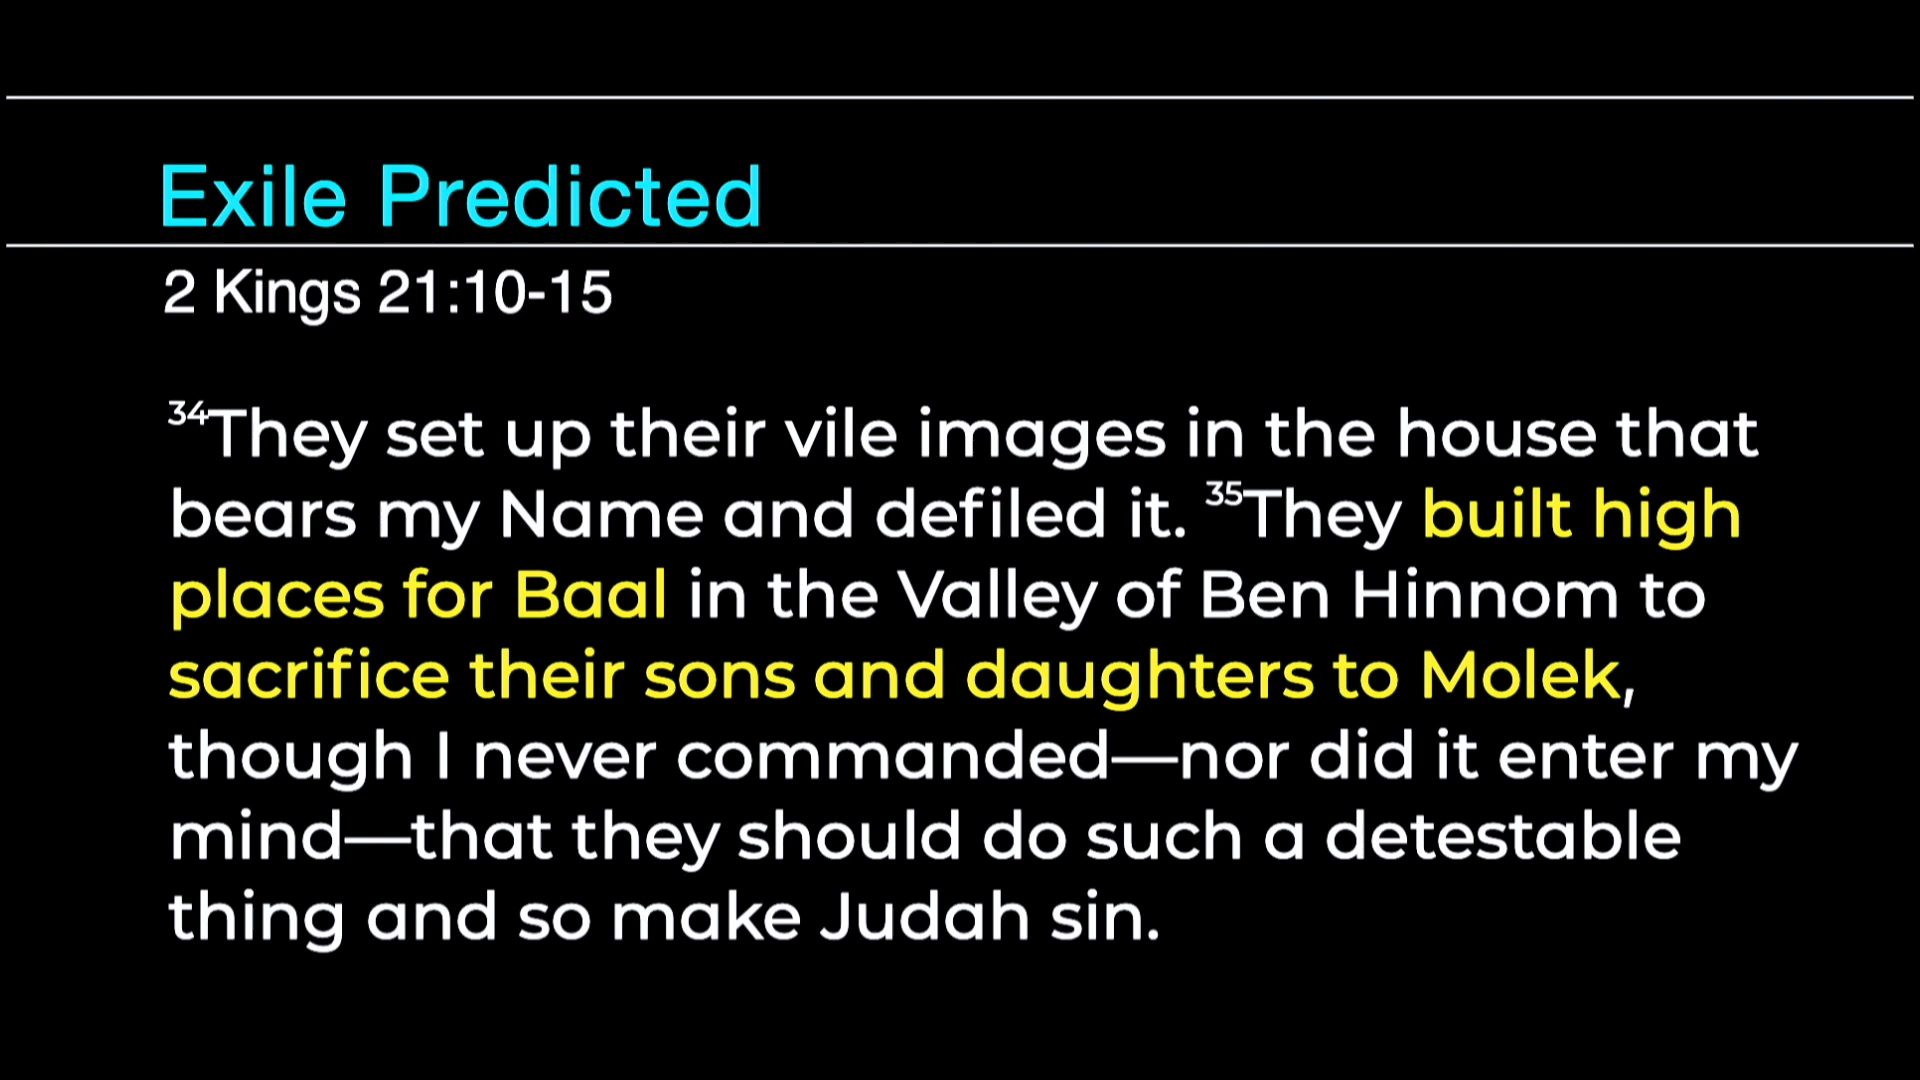 Exile Predicted
2 Kings 21:10-15
34They set up their vile images in the house that
bears my Name and defiled it. 35They built high
places for Baal in the Valley of Ben Hinnom to
sacrifice their sons and daughters to Molek,
though I never commanded—nor did it enter my
mind—that they should do such a detestable
thing and so make Judah sin.